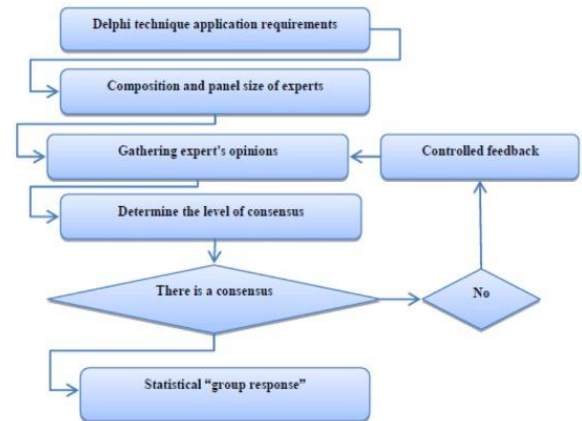 Delphi technique application requirements
Composition and panel size of experts
Gathering expert's opinions
Controlled feedback
Determine the level of consensus
There is a consensus
No
Statistical “group response”